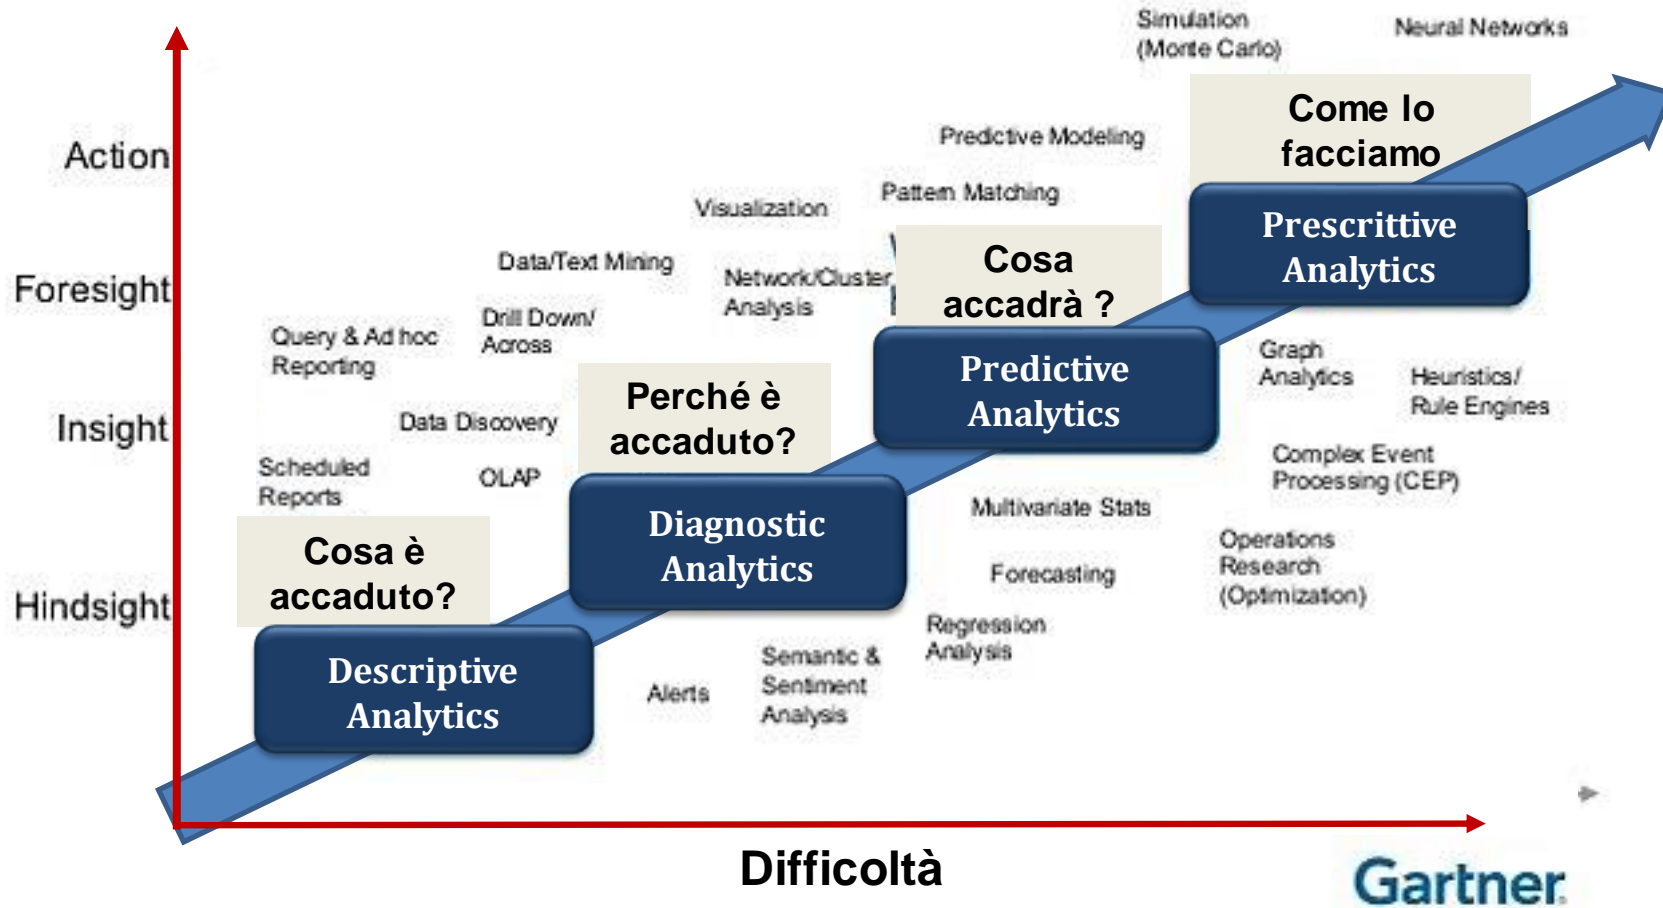 Simulation
(Monte Carlo)
Neural Networks
Come lo
facciamo
Predictive Modeling
Action
Pattern Matching
Visualization
Prescrittive
Analytics
Cosa
accadrà ?
Data/Text Mining
Network/Cluster
Analysis
Foresight
Drill Down/
Across
Query & Ad hoc
Reporting
Graph
Analytics
Predictive
Analytics
Heuristics/
Rule Engines
Perché è
accaduto?
Insight
Data Discovery
Scheduled
Reports
OLAP
Complex Event
Processing (CEP)
Multivariate Stats
Diagnostic
Analytics
Cosa è
accaduto?
Operations
Research
(Optimization)
Forecasting
Hindsight
Regression
Analysis
Semantic &
Sentiment
Analysis
Descriptive
Analytics
Alerts
Difficoltà
Gartner